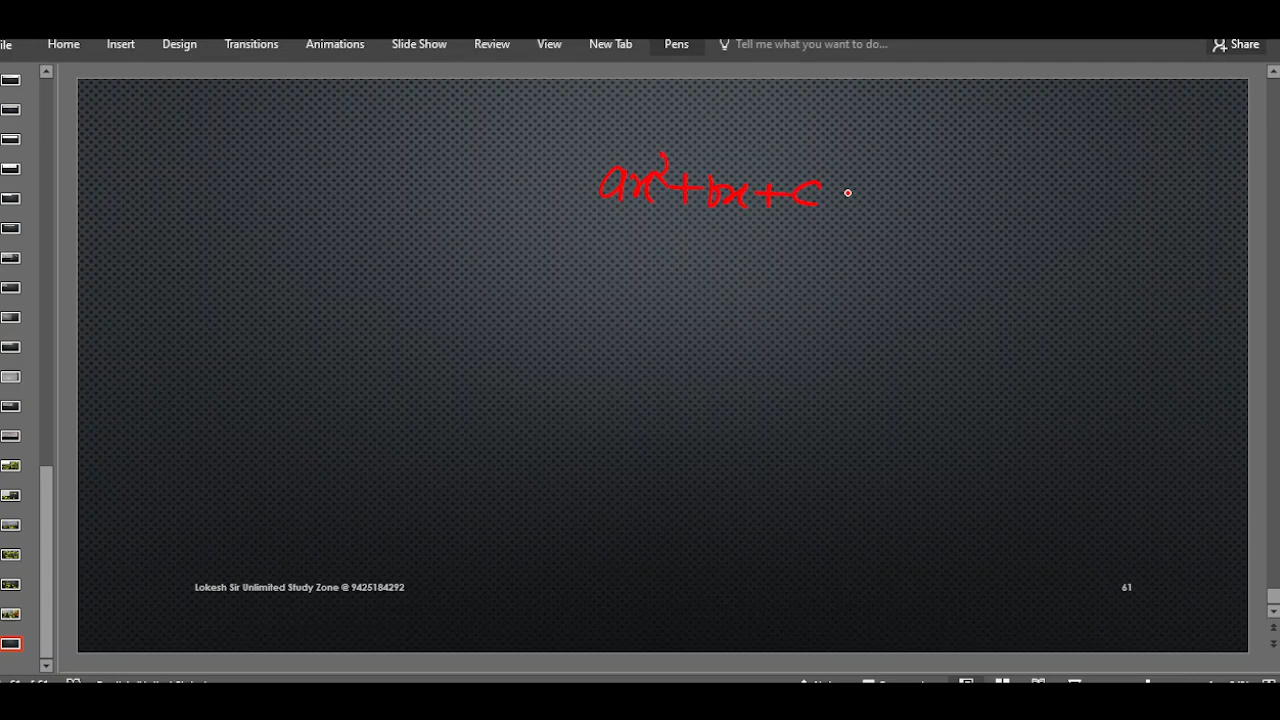 Home Insert Design Transitions Animations Slide Show Review View New Tab Pens Tell me what you want to do... Share
ax²+bx+c
Lokesh Sir Unlimited Study Zone @ 9425184292 61